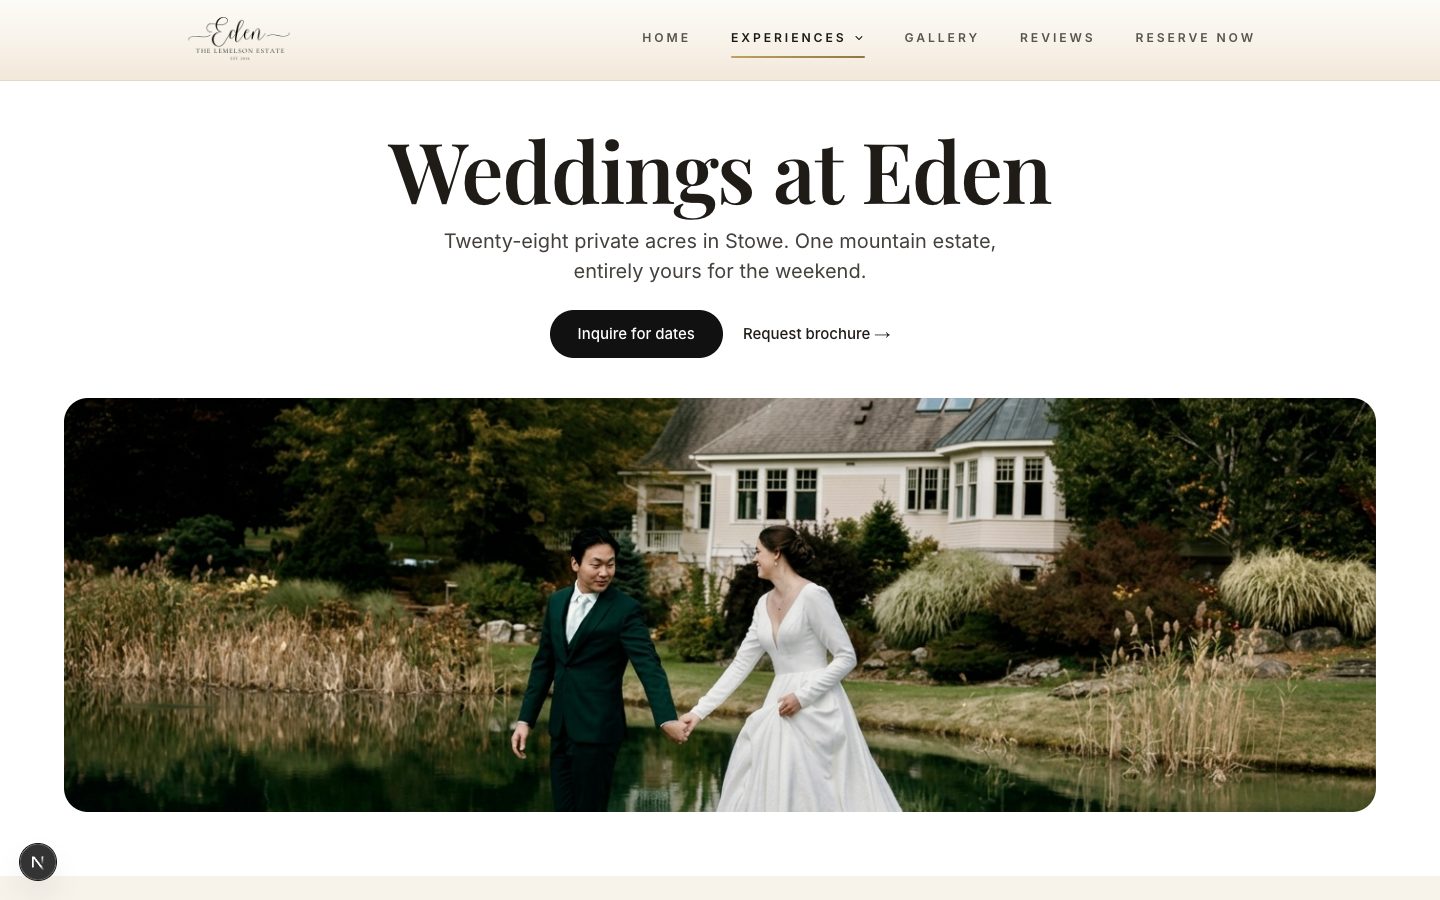 Eden
THE LEMELSON ESTATE
HOME
EXPERIENCES
GALLERY
REVIEWS
RESERVE NOW
Weddings at Eden
Twenty-eight private acres in Stowe. One mountain estate,
entirely yours for the weekend.
Inquire for dates
Request brochure →
N